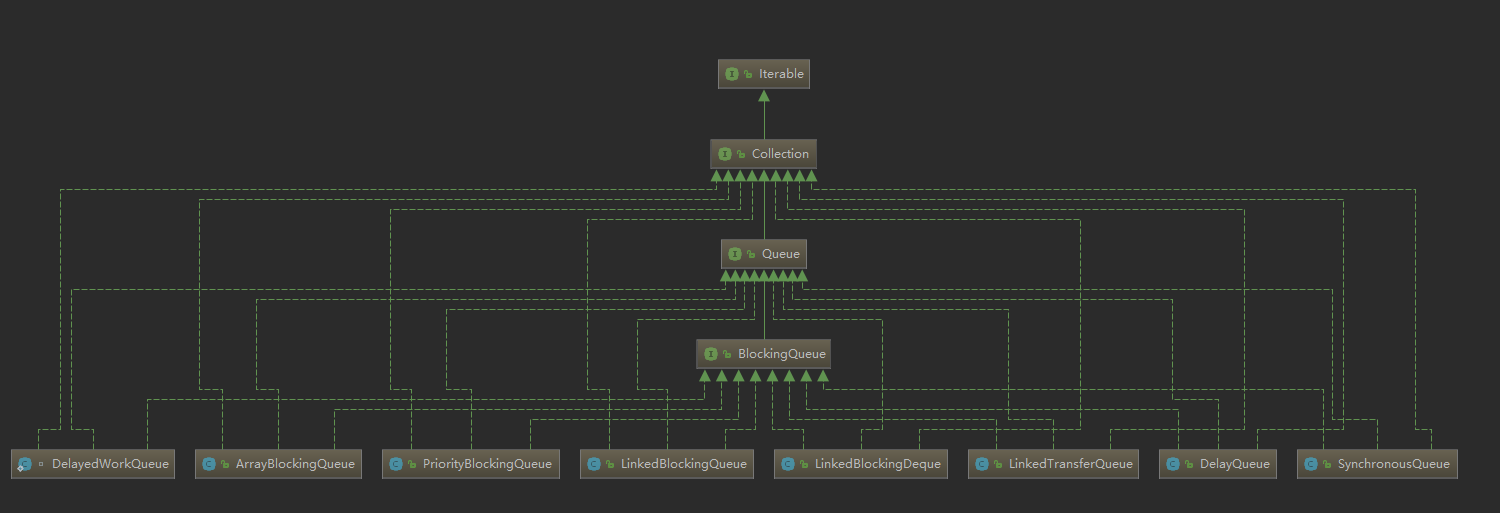 Iterable
Collection
Queue
BlockingQueue
DelayedWorkQueue
ArrayBlockingQueue
PriorityBlockingQueue
LinkedBlockingQueue
LinkedBlockingDeque
LinkedTransferQueue
DelayQueue
SynchronousQueue